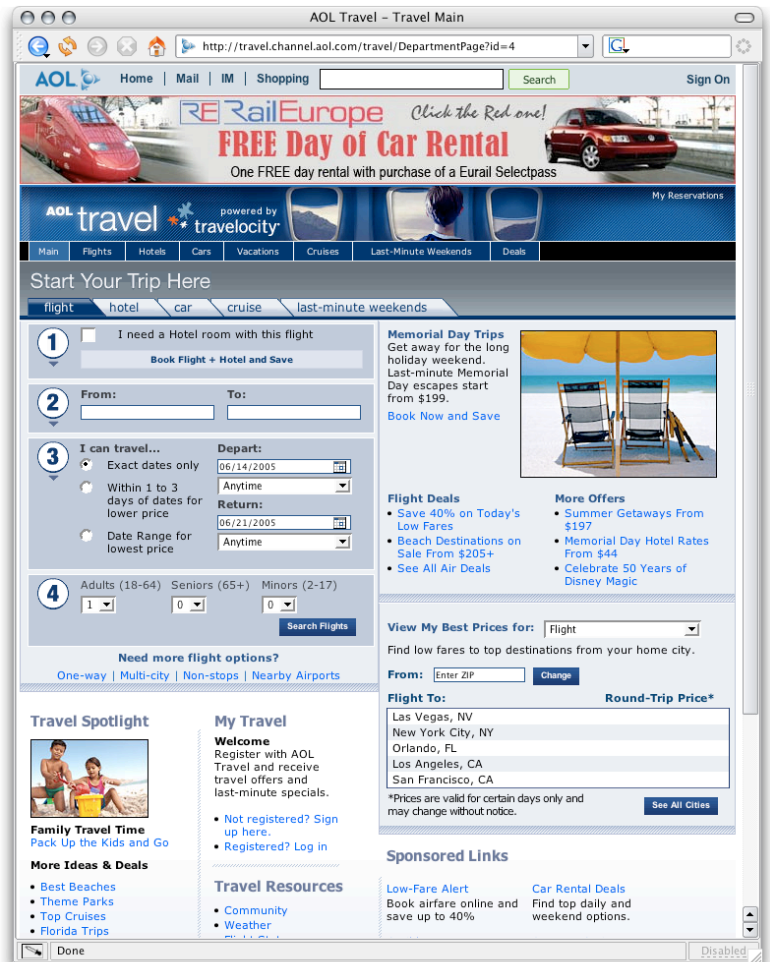 AOL Travel – Travel Main
http://travel.channel.aol.com/travel/DepartmentPage?id=4
G
AOL Home | Mail | IM | Shopping Search Sign On
RE RailEurope Click the Red one!
FREE Day of Car Rental
One FREE day rental with purchase of a Eurail Selectpass
AOL travel powered by travelocity My Reservations
Main Flights Hotels Cars Vacations Cruises Last-Minute Weekends Deals
Start Your Trip Here
flight hotel car cruise last-minute weekends
1 I need a Hotel room with this flight
Book Flight + Hotel and Save
2 From: To:
3 I can travel... Depart:
Exact dates only 06/14/2005
Within 1 to 3 Anytime
days of dates for Return:
lower price 06/21/2005
Date Range for Anytime
lowest price
4 Adults (18-64) Seniors (65+) Minors (2-17)
1 0 0
Search Flights
Need more flight options?
One-way | Multi-city | Non-stops | Nearby Airports
Memorial Day Trips
Get away for the long
holiday weekend.
Last-minute Memorial
Day escapes start
from $199.
Book Now and Save
Flight Deals
• Save 40% on Today's
Low Fares
• Beach Destinations on
Sale From $205+
• See All Air Deals
More Offers
• Summer Getaways From
$197
• Memorial Day Hotel Rates
From $44
• Celebrate 50 Years of
Disney Magic
View My Best Prices for: Flight
Find low fares to top destinations from your home city.
From: Enter ZIP Change
Flight To: Round-Trip Price*
Las Vegas, NV
New York City, NY
Orlando, FL
Los Angeles, CA
San Francisco, CA
*Prices are valid for certain days only and
may change without notice.
See All Cities
Travel Spotlight
Family Travel Time
Pack Up the Kids and Go
More Ideas & Deals
• Best Beaches
• Theme Parks
• Top Cruises
• Florida Trips
My Travel
Welcome
Register with AOL
Travel and receive
travel offers and
last-minute specials.
• Not registered? Sign
up here.
• Registered? Log in
Travel Resources
• Community
• Weather
Sponsored Links
Low-Fare Alert
Book airfare online and
save up to 40%
Car Rental Deals
Find top daily and
weekend options.
Done Disabled